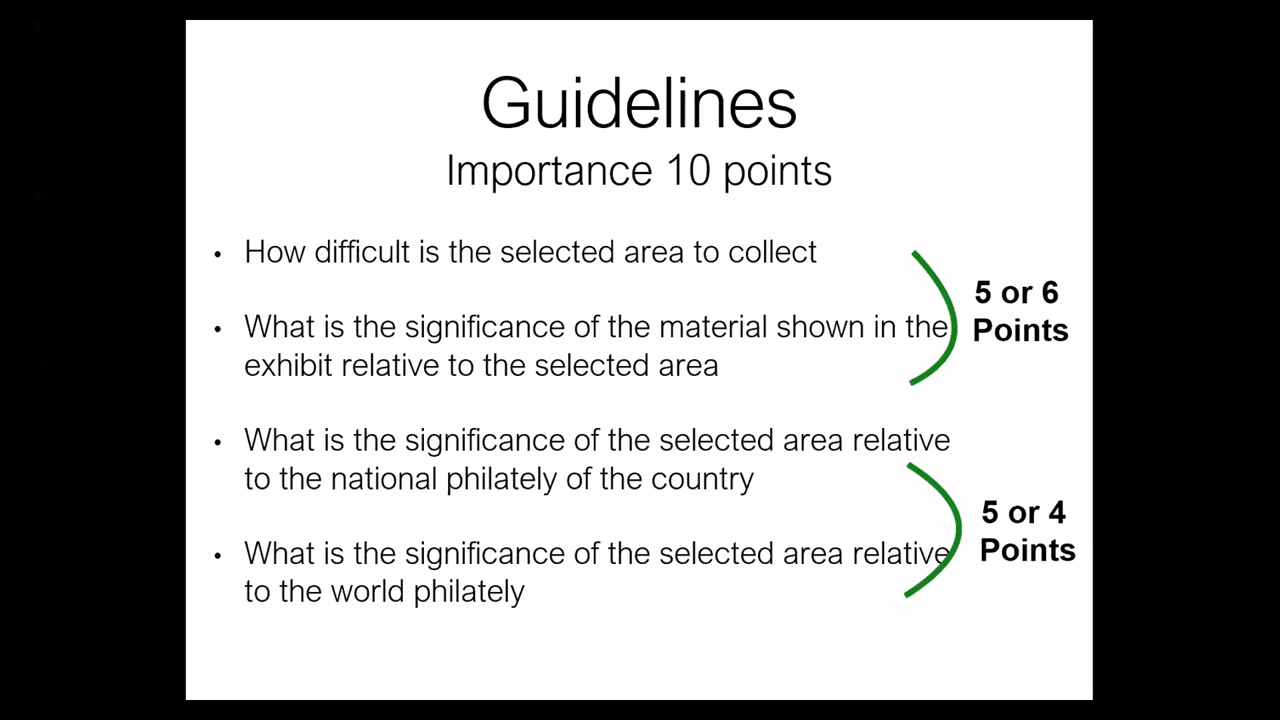 Guidelines
Importance 10 points
• How difficult is the selected area to collect
• What is the significance of the material shown in the
exhibit relative to the selected area
5 or 6
Points
• What is the significance of the selected area relative
to the national philately of the country
• What is the significance of the selected area relative
to the world philately
5 or 4
Points